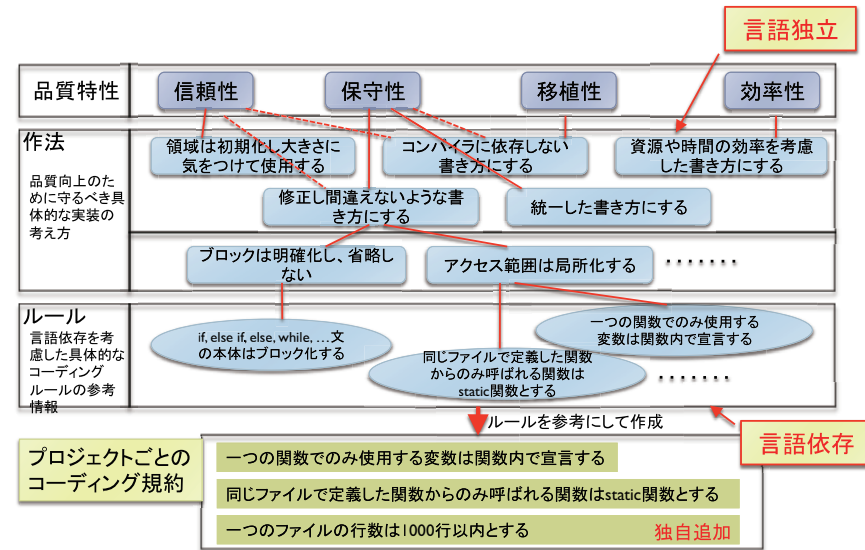 言語独立
品質特性
信頼性
保守性
移植性
効率性
作法
品質向上のた
めに守るべき具
体的な実装の
考え方
領域は初期化し大きさに
気をつけて使用する
コンパイラに依存しない
書き方にする
資源や時間の効率を考慮
した書き方にする
修正し間違えないような書
き方にする
統一した書き方にする
ブロックは明確化し、省略し
ない
アクセス範囲は局所化する
・・・・・・・
ルール
言語依存を考
慮した具体的な
コーディング
ルールの参考
情報
if, else if, else, while, …文
の本体はブロック化する
同じファイルで定義した関数
からのみ呼ばれる関数は
static関数とする
一つの関数でのみ使用する
変数は関数内で宣言する
・・・・・・・
ルールを参考にして作成
言語依存
プロジェクトごとの
コーディング規約
一つの関数でのみ使用する変数は関数内で宣言する
同じファイルで定義した関数からのみ呼ばれる関数はstatic関数とする
一つのファイルの行数は1000行以内とする
独自追加